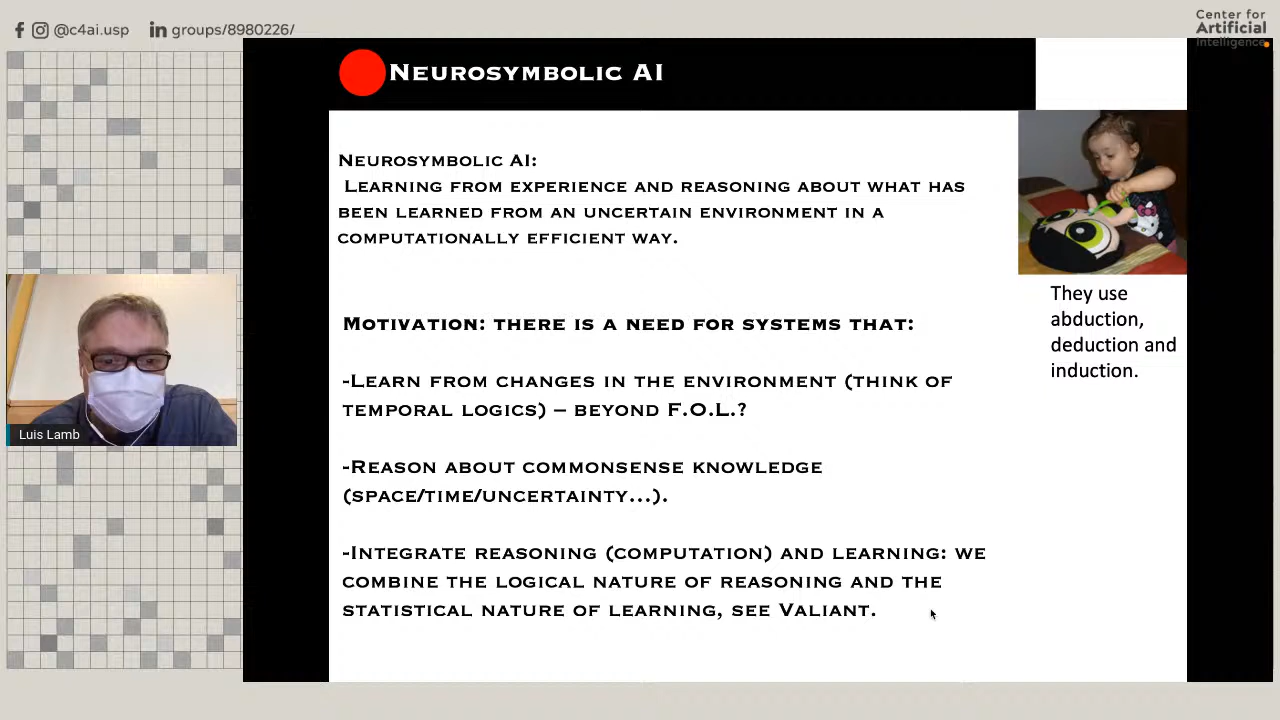 @c4ai.usp groups/8980226/
Center for
Artificial
Intelligence
NEUROSYMBOLIC AI
NEUROSYMBOLIC AI:
LEARNING FROM EXPERIENCE AND REASONING ABOUT WHAT HAS
BEEN LEARNED FROM AN UNCERTAIN ENVIRONMENT IN A
COMPUTATIONALLY EFFICIENT WAY.
MOTIVATION: THERE IS A NEED FOR SYSTEMS THAT:
-LEARN FROM CHANGES IN THE ENVIRONMENT (THINK OF
TEMPORAL LOGICS) – BEYOND F.O.L.?
-REASON ABOUT COMMONSENSE KNOWLEDGE
(SPACE/TIME/UNCERTAINTY...).
-INTEGRATE REASONING (COMPUTATION) AND LEARNING: WE
COMBINE THE LOGICAL NATURE OF REASONING AND THE
STATISTICAL NATURE OF LEARNING, SEE VALIANT.
They use
abduction,
deduction and
induction.
Luis Lamb